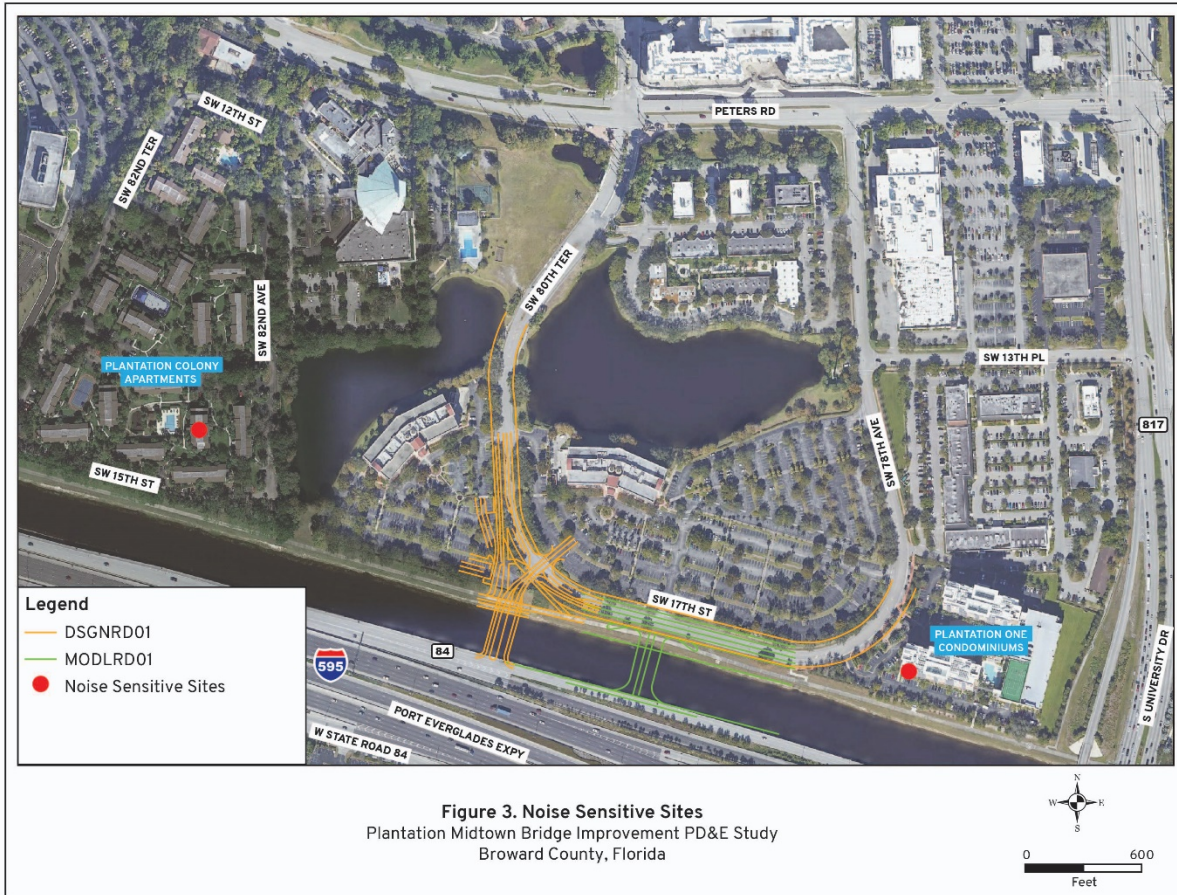 SW 12TH ST
PETERS RD
SW 82ND TER
SW 80TH TER
SW 82ND AVE
SW 13TH PL
PLANTATION COLONY
APARTMENTS
817
SW 78TH AVE
SW 15TH ST
SW 17TH ST
Legend
DSGNRD01
MODLRD01
Noise Sensitive Sites
84
595
PLANTATION ONE
CONDOMINIUMS
S UNIVERSITY DR
PORT EVERGLADES EXPY
W STATE ROAD 84
Figure 3. Noise Sensitive Sites
Plantation Midtown Bridge Improvement PD&E Study
Broward County, Florida
N
W
E
S
0 600
Feet